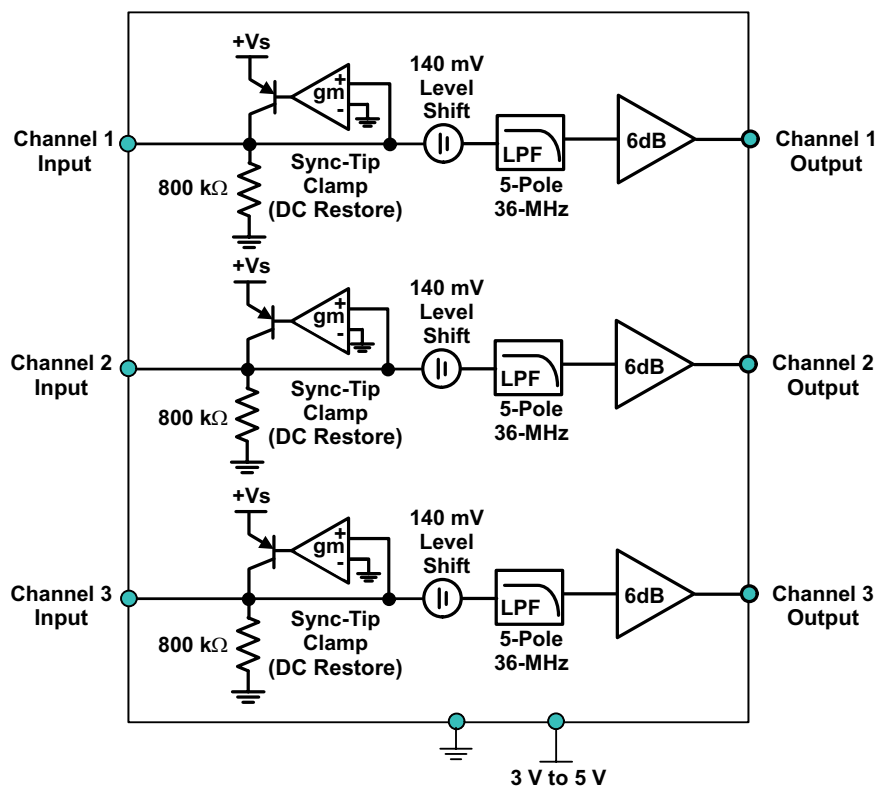 +Vs
gm
+
-
140 mV
Level
Shift
Channel 1
Input
LPF
6dB
Channel 1
Output
800 kΩ
Sync-Tip
Clamp
(DC Restore)
5-Pole
36-MHz
+Vs
gm
+
-
140 mV
Level
Shift
Channel 2
Input
LPF
6dB
Channel 2
Output
800 kΩ
Sync-Tip
Clamp
(DC Restore)
5-Pole
36-MHz
+Vs
gm
+
-
140 mV
Level
Shift
Channel 3
Input
LPF
6dB
Channel 3
Output
800 kΩ
Sync-Tip
Clamp
(DC Restore)
5-Pole
36-MHz
3 V to 5 V